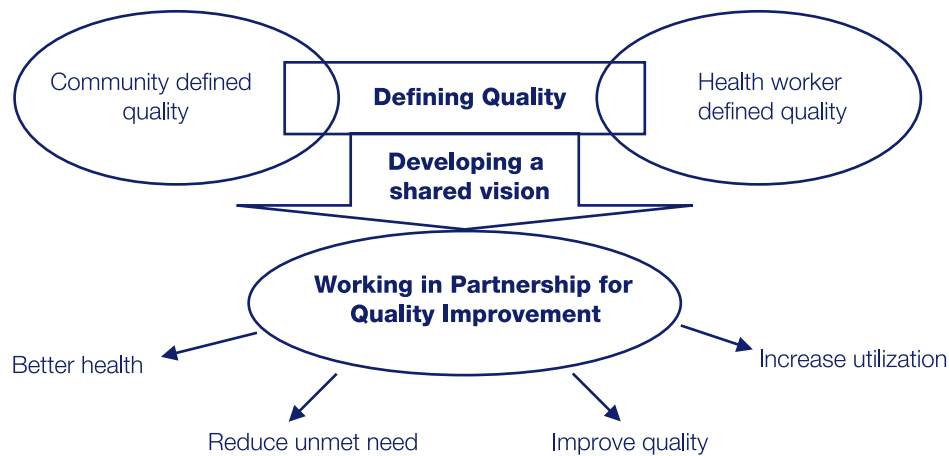 Community defined
quality
Defining Quality
Health worker
defined quality
Developing a
shared vision
Working in Partnership for
Quality Improvement
Better health
Increase utilization
Reduce unmet need
Improve quality